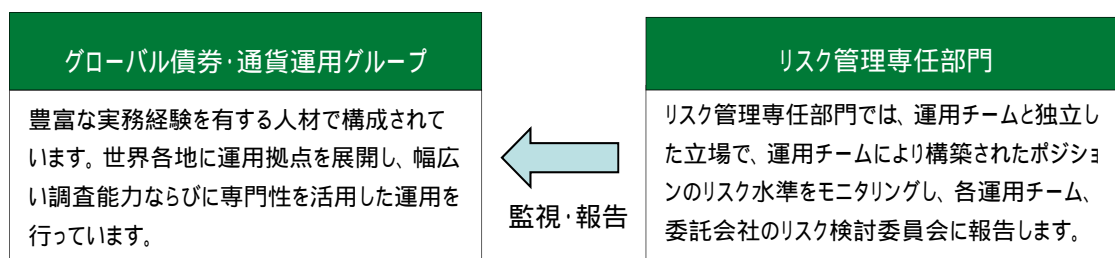 グローバル債券･通貨運用グループ
豊富な実務経験を有する人材で構成されて
います。世界各地に運用拠点を展開し、幅広
い調査能力ならびに専門性を活用した運用を
行っています。
監視･報告
リスク管理専任部門
リスク管理専任部門では、運用チームと独立し
た立場で、運用チームにより構築されたポジショ
ンのリスク水準をモニタリングし、各運用チーム、
委託会社のリスク検討委員会に報告します。